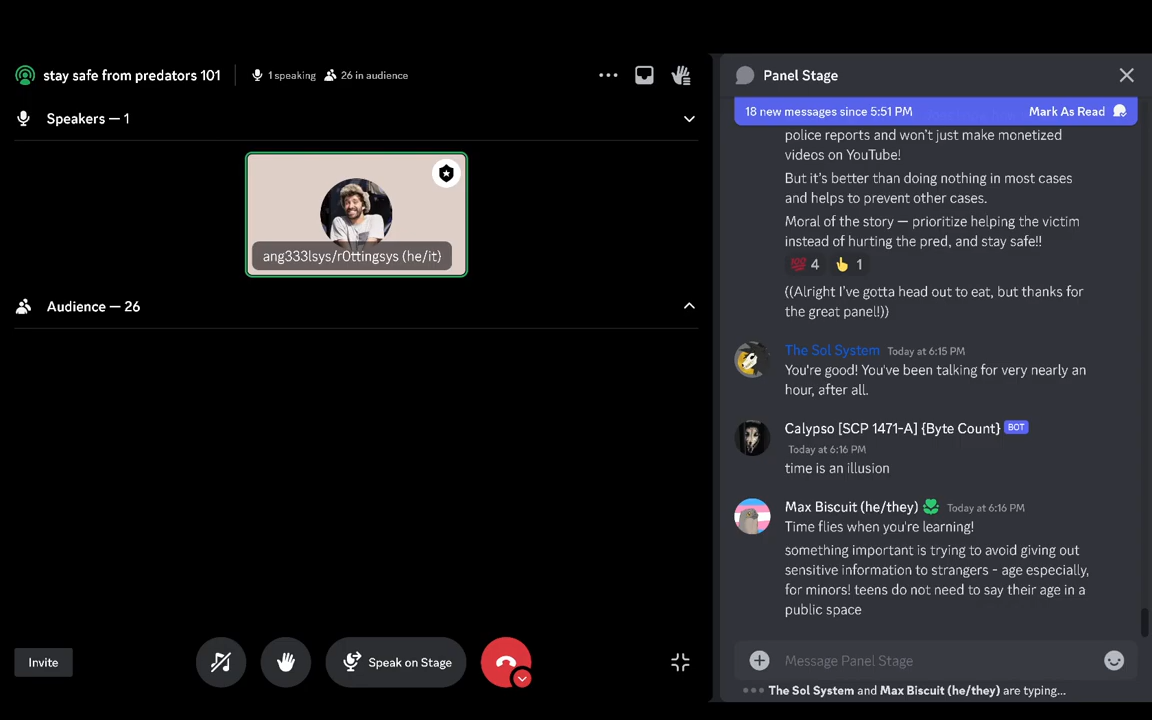 stay safe from predators 101
1 speaking
26 in audience
Speakers — 1
ang333lsys/r0ttingsys (he/it}
Audience — 26
Invite
Speak on Stage
Panel Stage
18 new messages since 5:51 PM
Mark As Read
police reports and won't just make monetized
videos on YouTube!
But it's better than doing nothing in most cases
and helps to prevent other cases.
Moral of the story — prioritize helping the victim
instead of hurting the pred, and stay safe!!
💯 4 👆 1
((Alright I've gotta head out to eat, but thanks for
the great panel!))
The Sol System Today at 6:15 PM
You're good! You've been talking for very nearly an
hour, after all.
Calypso [SCP 1471-A] {Byte Count} BOT
Today at 6:16 PM
time is an illusion
Max Biscuit (he/they) Today at 6:16 PM
Time flies when you're learning!
something important is trying to avoid giving out
sensitive information to strangers - age especially,
for minors! teens do not need to say their age in a
public space
Message Panel Stage
The Sol System and Max Biscuit (he/they) are typing...